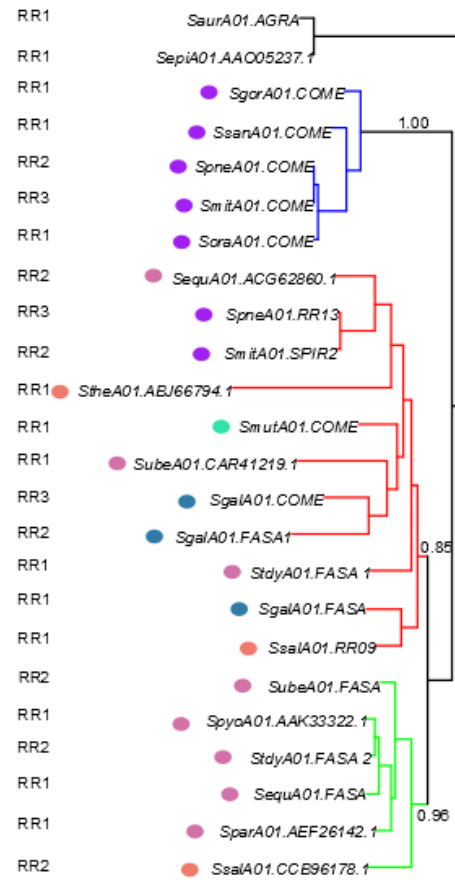 RR1 SaurA01.AGRA
RR1 SepiA01.AAO05237.1
RR1 SgorA01.COME
1.00
RR1 SsanA01.COME
RR2 SpneA01.COME
RR3 SmitA01.COME
RR1 SoraA01.COME
RR2 SequA01.ACG62860.1
RR3 SpneA01.RR13
RR2 SmitA01.SPIR2
RR1 StheA01.ABJ66794.1
RR1 SmutA01.COME
RR1 SubeA01.CAR41219.1
RR3 SgalA01.COME
RR2 SgalA01.FASA1
0.85
RR1 StdyA01.FASA 1
RR1 SgalA01.FASA
RR1 SsalA01.RR09
RR2 SubeA01.FASA
RR1 SpyoA01.AAK33322.1
RR2 StdyA01.FASA 2
RR1 SequA01.FASA
0.96
RR1 SparA01.AEF26142.1
RR2 SsalA01.CCB96178.1